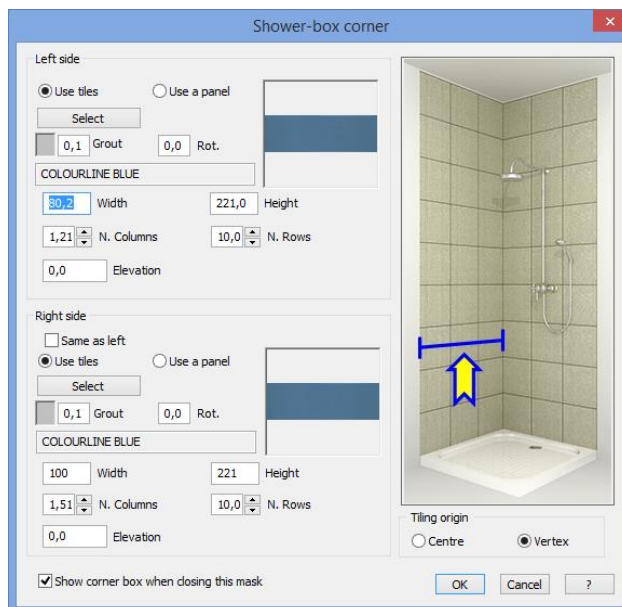 Shower-box corner
Left side
Use tiles Use a panel
Select
0,1 Grout 0,0 Rot.
COLOURLINE BLUE
80,2 Width 221,0 Height
1,21 N. Columns 10,0 N. Rows
0,0 Elevation
Right side
Same as left
Use tiles Use a panel
Select
0,1 Grout 0,0 Rot.
COLOURLINE BLUE
100 Width 221 Height
1,51 N. Columns 10,0 N. Rows
0,0 Elevation
Tiling origin
Centre Vertex
Show corner box when closing this mask
OK Cancel ?